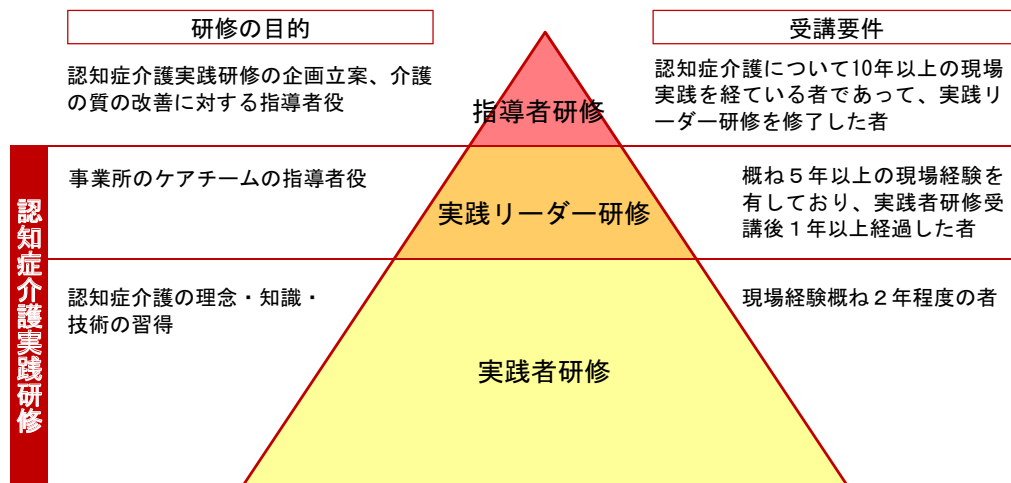 研修の目的
受講要件
認知症介護実践研修の企画立案、介護
の質の改善に対する指導者役
指導者研修
認知症介護について10年以上の現場
実践を経ている者であって、実践リ
ーダー研修を修了した者
認知症介護実践研修
事業所のケアチームの指導者役
実践リーダー研修
概ね５年以上の現場経験を
有しており、実践者研修受
講後１年以上経過した者
認知症介護の理念・知識・
技術の習得
実践者研修
現場経験概ね２年程度の者